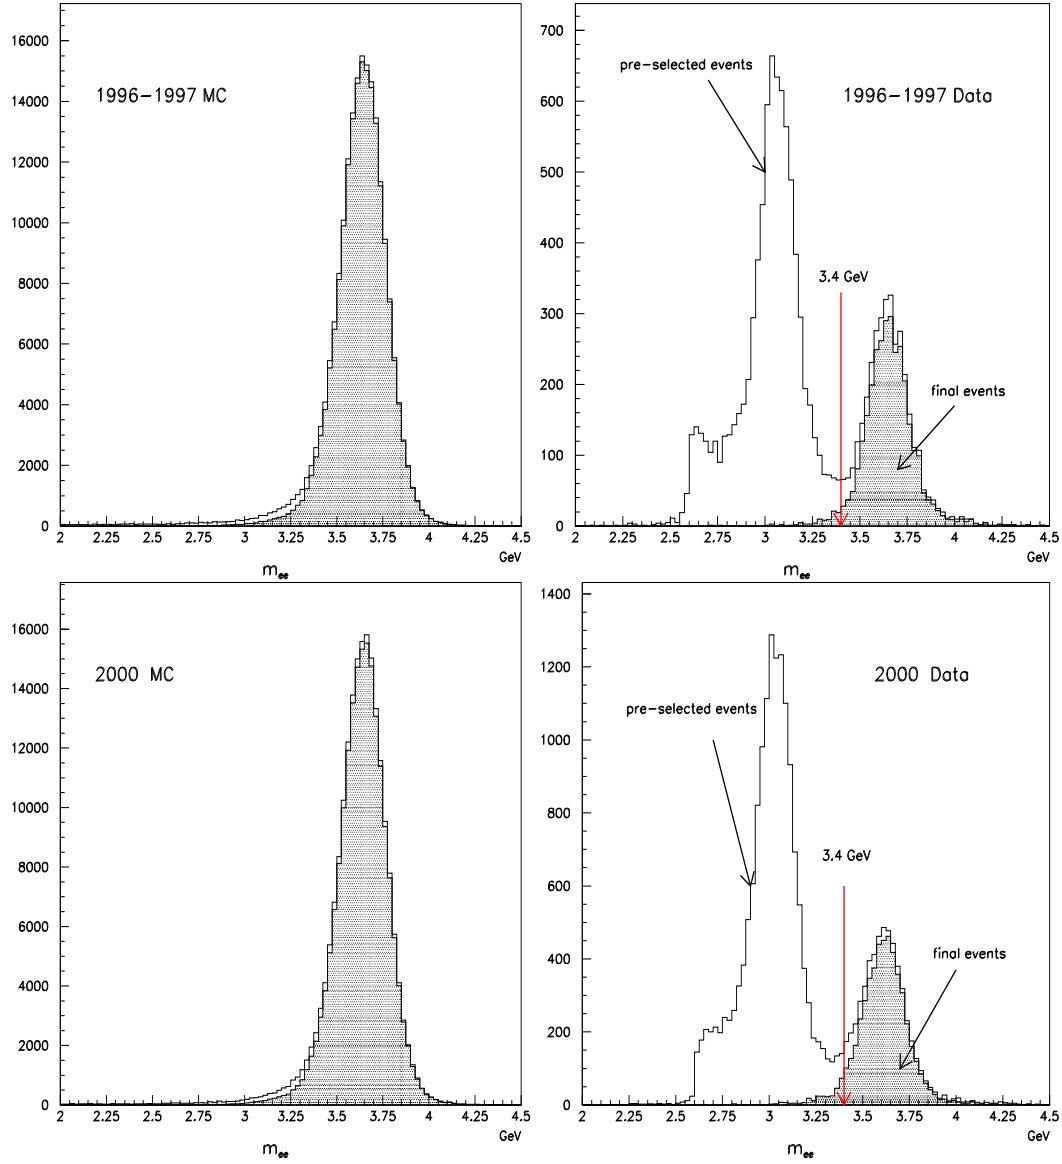 16000
14000
12000
10000
8000
6000
4000
2000
0
1996-1997 MC
2 2.25 2.5 2.75 3 3.25 3.5 3.75 4 4.25 4.5
GeV
m_ee
700
600
500
400
300
200
100
0
pre-selected events
1996-1997 Data
3.4 GeV
final events
2 2.25 2.5 2.75 3 3.25 3.5 3.75 4 4.25 4.5
GeV
m_ee
16000
14000
12000
10000
8000
6000
4000
2000
0
2000 MC
2 2.25 2.5 2.75 3 3.25 3.5 3.75 4 4.25 4.5
GeV
m_ee
1400
1200
1000
800
600
400
200
0
2000 Data
pre-selected events
3.4 GeV
final events
2 2.25 2.5 2.75 3 3.25 3.5 3.75 4 4.25 4.5
GeV
m_ee